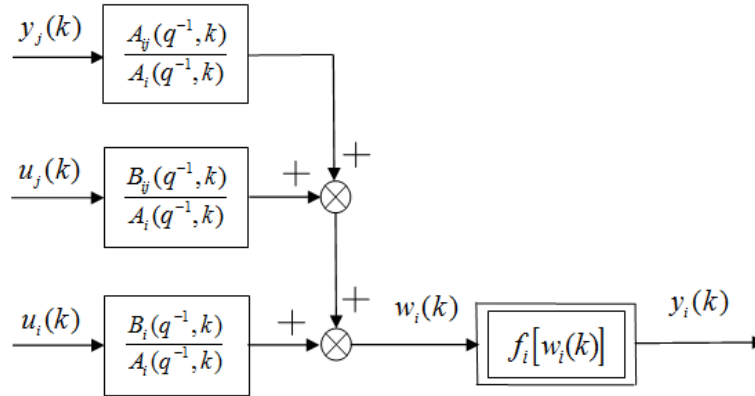 y_j(k)
A_ij(q^-1, k)
A_i(q^-1, k)
+
u_j(k)
B_ij(q^-1, k)
A_i(q^-1, k)
+
+
u_i(k)
B_i(q^-1, k)
A_i(q^-1, k)
+
w_i(k)
f_i[w_i(k)]
y_i(k)